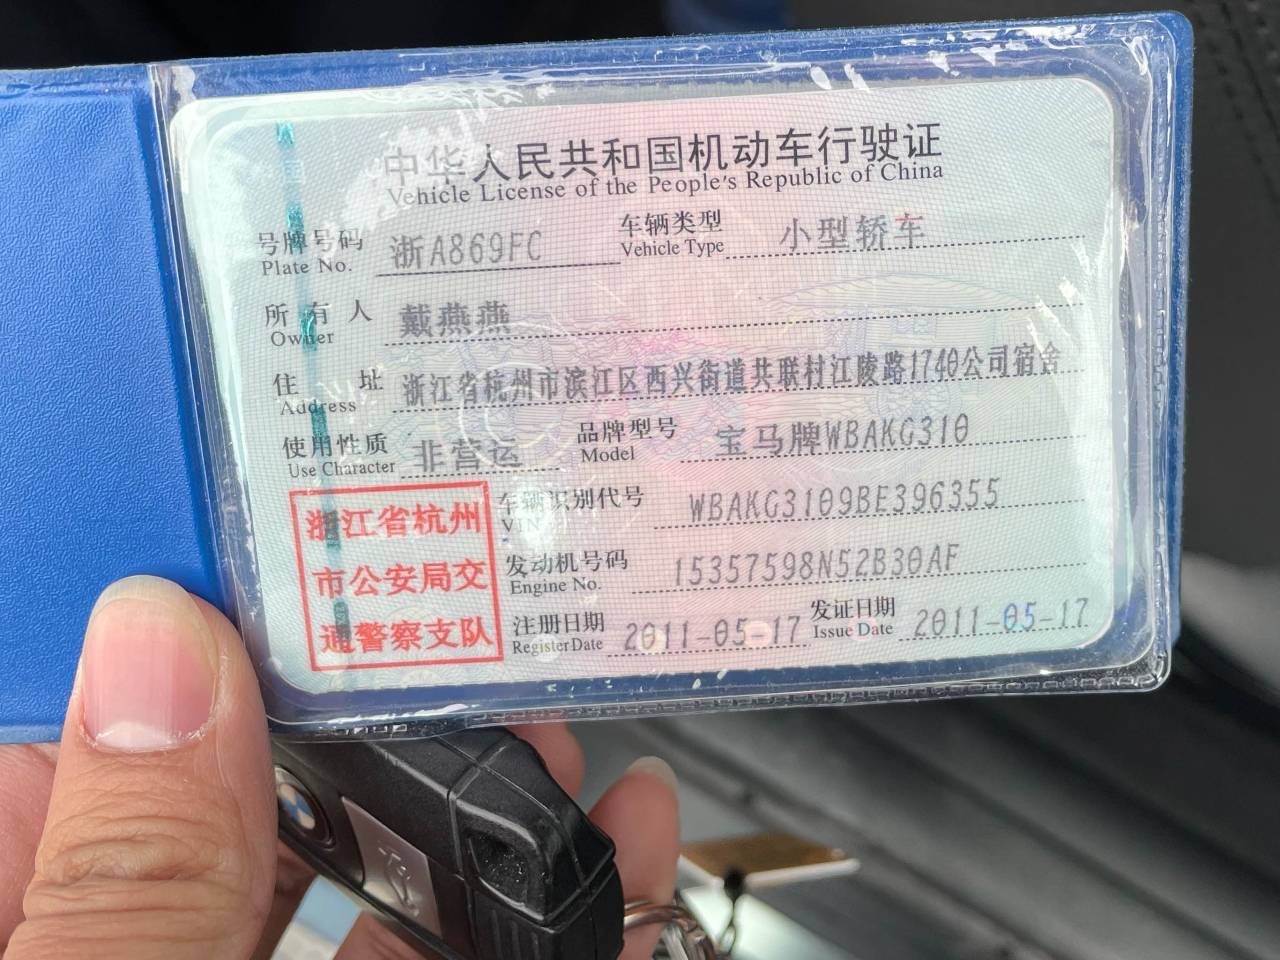 中华人民共和国机动车行驶证
Vehicle License of the People's Republic of China
号牌号码 浙A869FC 车辆类型 小型轿车
Plate No. Vehicle Type
所有人 戴燕燕
Owner
住址 浙江省杭州市滨江区西兴街道共联村江陵路1740公司宿舍
Address
使用性质 非营运 品牌型号 宝马牌WBAKG310
Use Character Model
车辆识别代号 WBAKG3109BE396355
VIN
发动机号码 15357598N52B30AF
Engine No.
注册日期 2011-05-17 发证日期 2011-05-17
Register Date Issue Date
浙江省杭州
市公安局交
通警察支队